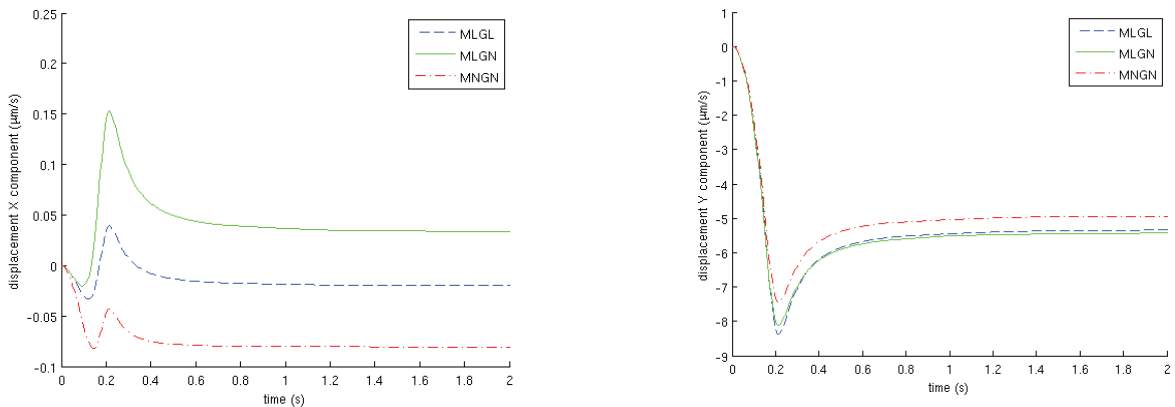 0.25
0.2
0.15
0.1
0.05
0
-0.05
-0.1
displacement X component (μm/s)
0 0.2 0.4 0.6 0.8 1 1.2 1.4 1.6 1.8 2
time (s)
MLGL
MLGN
MNGN
1
0
-1
-2
-3
-4
-5
-6
-7
-8
-9
displacement Y component (μm/s)
0 0.2 0.4 0.6 0.8 1 1.2 1.4 1.6 1.8 2
time (s)
MLGL
MLGN
MNGN